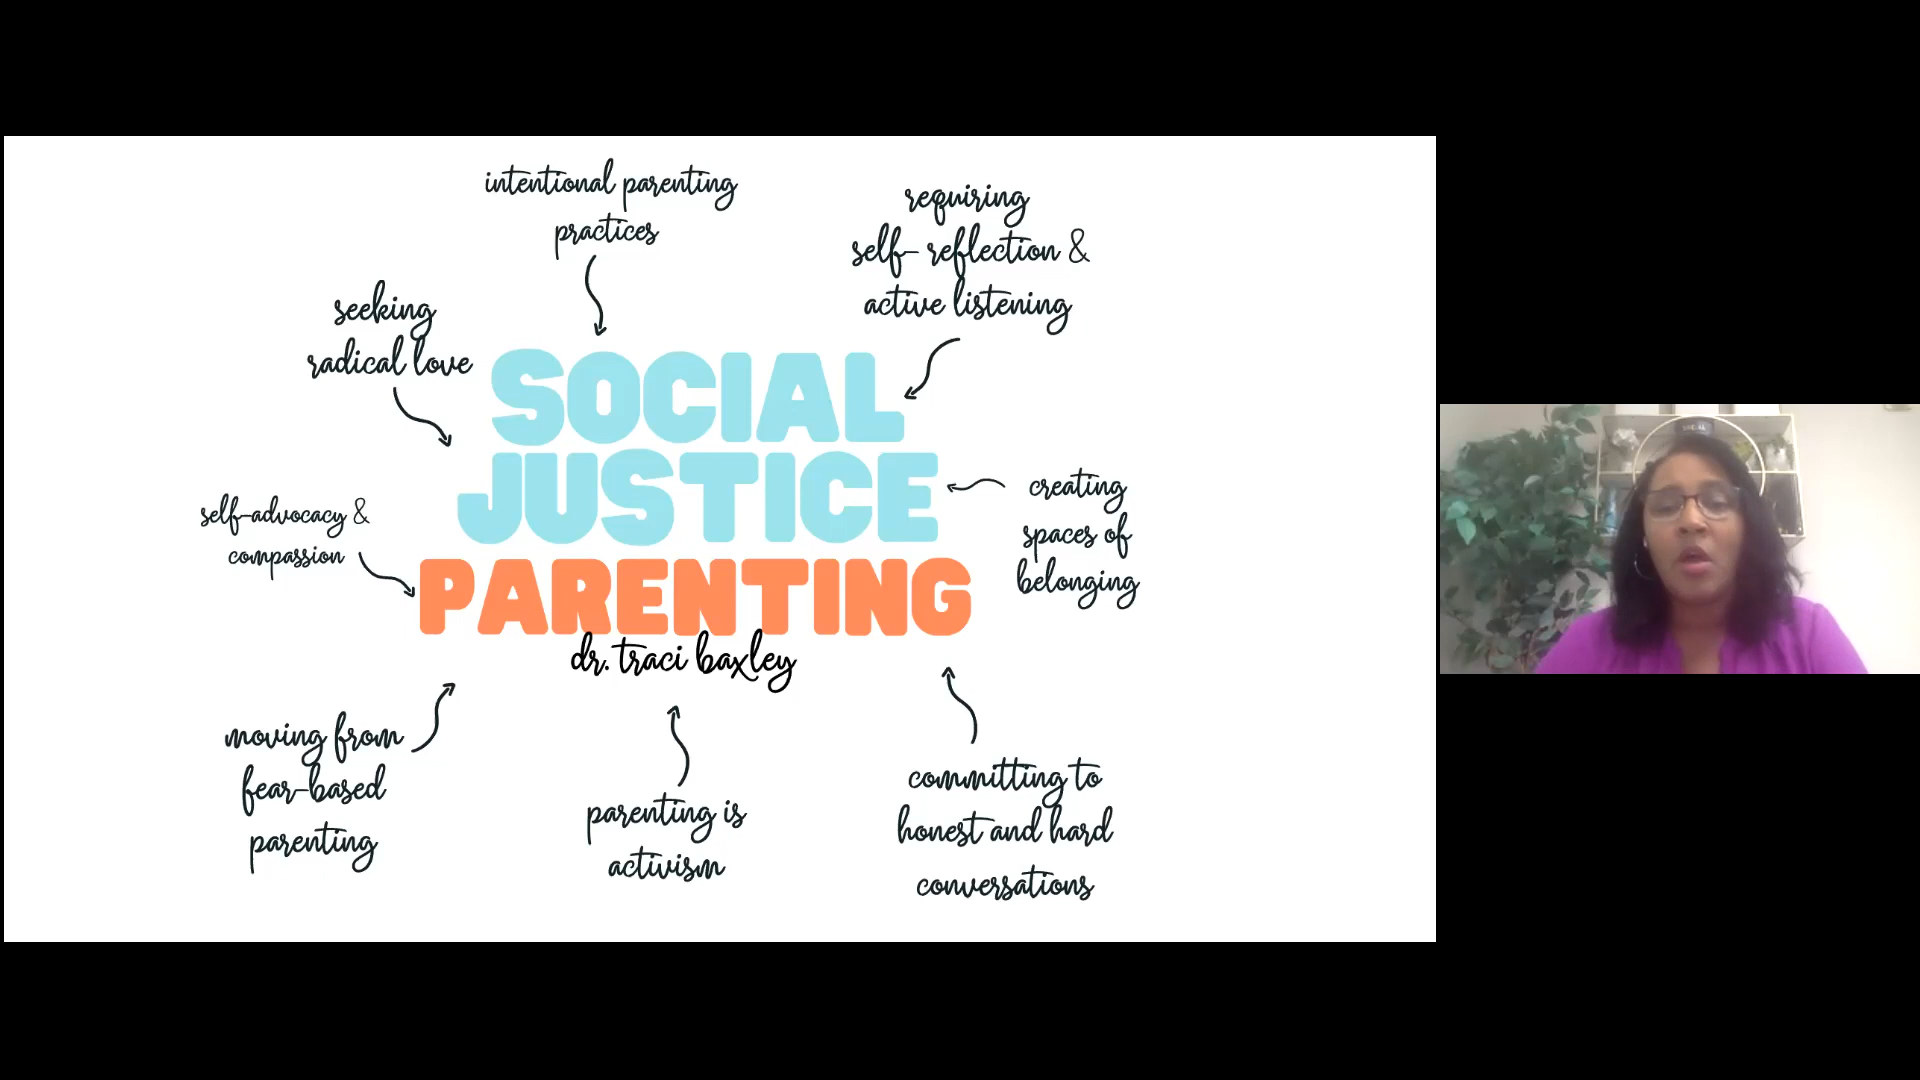 intentional parenting
practices
requiring
self-reflection &
active listening
seeking
radical love
SOCIAL
JUSTICE
PARENTING
dr. traci baxley
creating
spaces of
belonging
self-advocacy &
compassion
moving from
fear-based
parenting
parenting is
activism
committing to
honest and hard
conversations